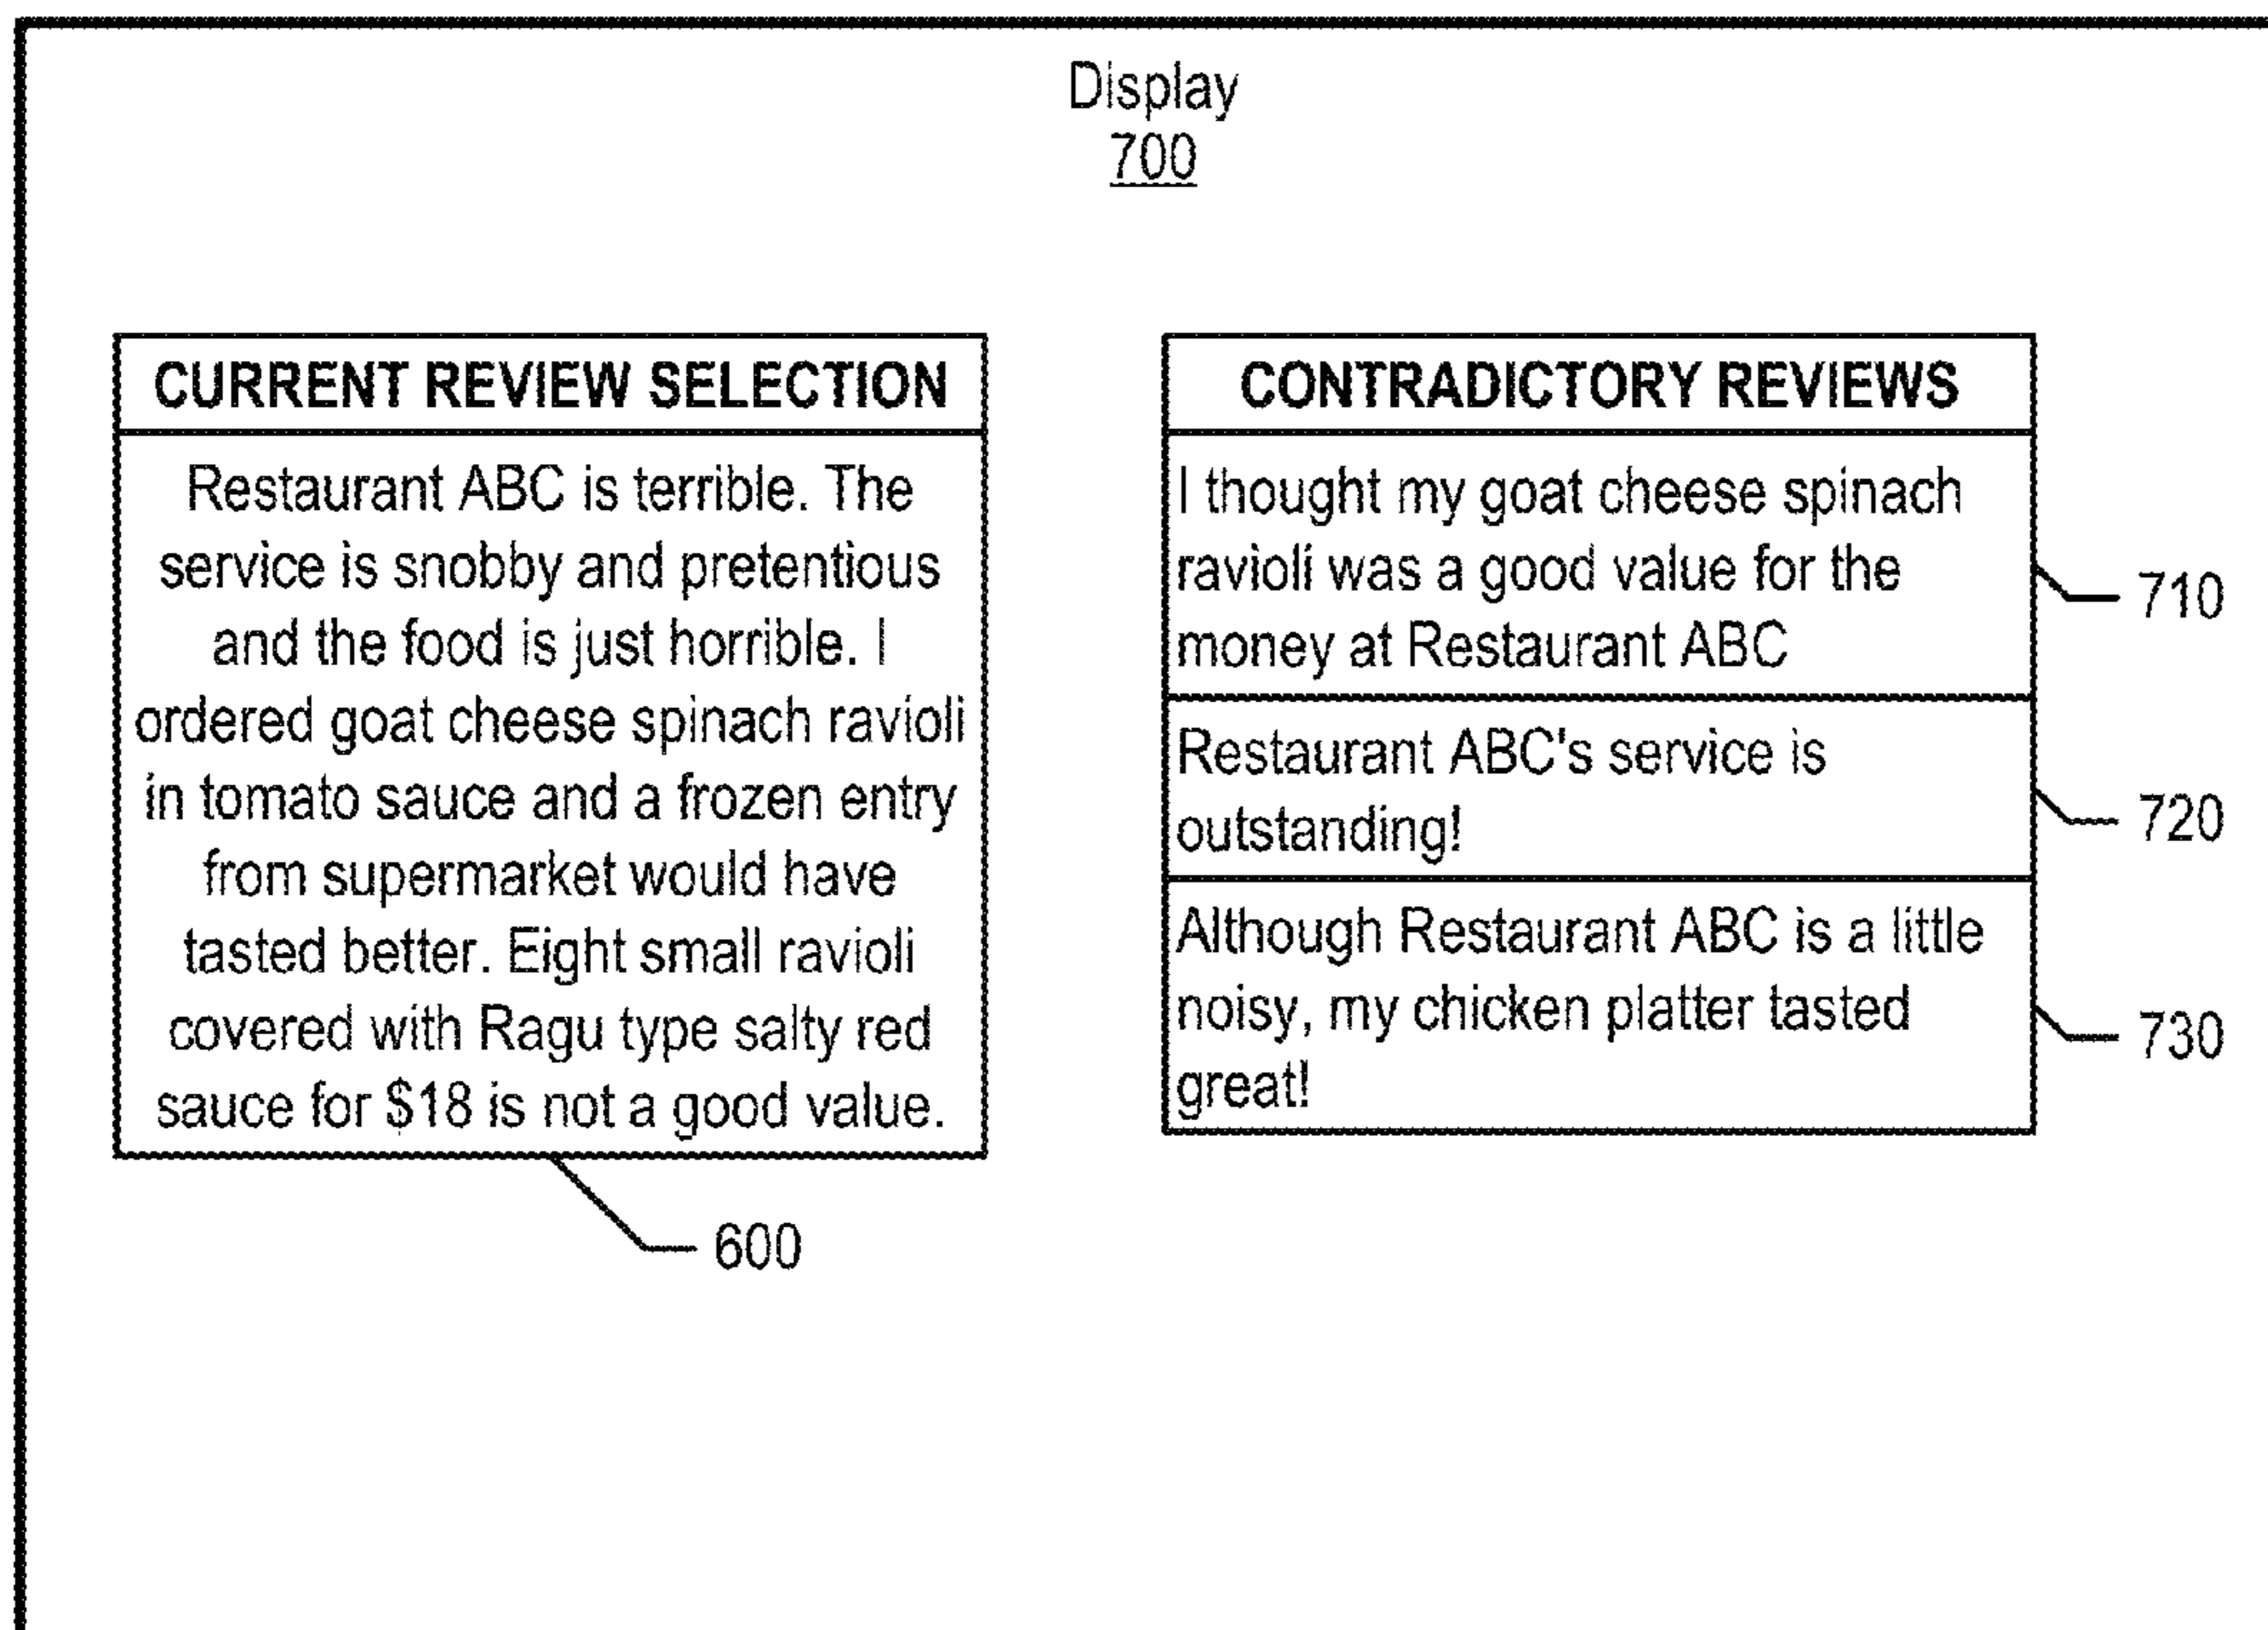 Display
700
CURRENT REVIEW SELECTION
Restaurant ABC is terrible. The
service is snobby and pretentious
and the food is just horrible. I
ordered goat cheese spinach ravioli
in tomato sauce and a frozen entry
from supermarket would have
tasted better. Eight small ravioli
covered with Ragu type salty red
sauce for $18 is not a good value.
600
CONTRADICTORY REVIEWS
I thought my goat cheese spinach
ravioli was a good value for the
money at Restaurant ABC
710
Restaurant ABC's service is
outstanding!
720
Although Restaurant ABC is a little
noisy, my chicken platter tasted
great!
730